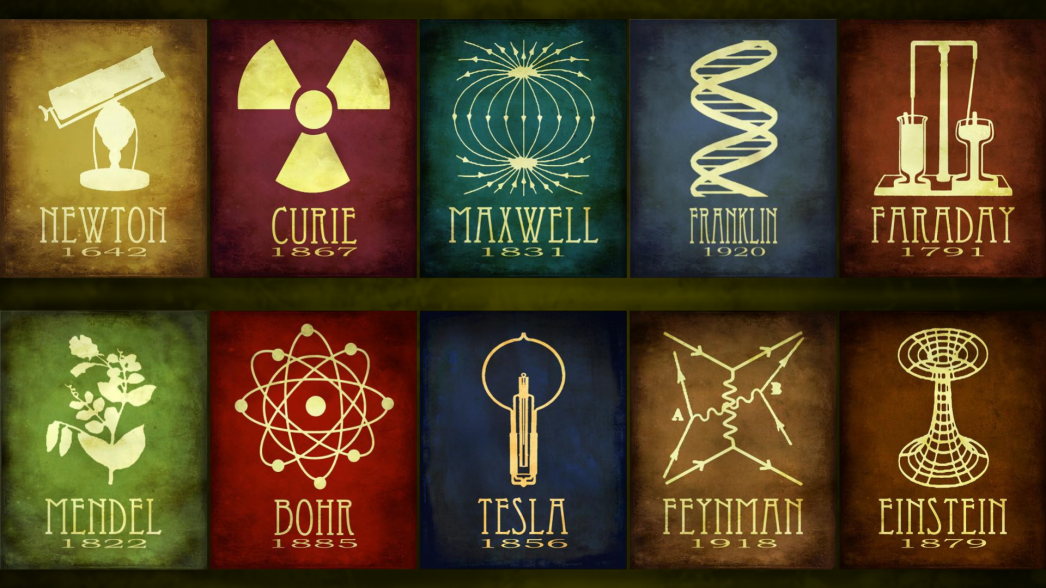 NEWTON
1642
CURIE
1867
MAXWELL
1831
FRANKLIN
1920
FARADAY
1791
MENDEL
1822
BOHR
1885
TESLA
1856
A
B
FEYNMAN
1918
EINSTEIN
1879